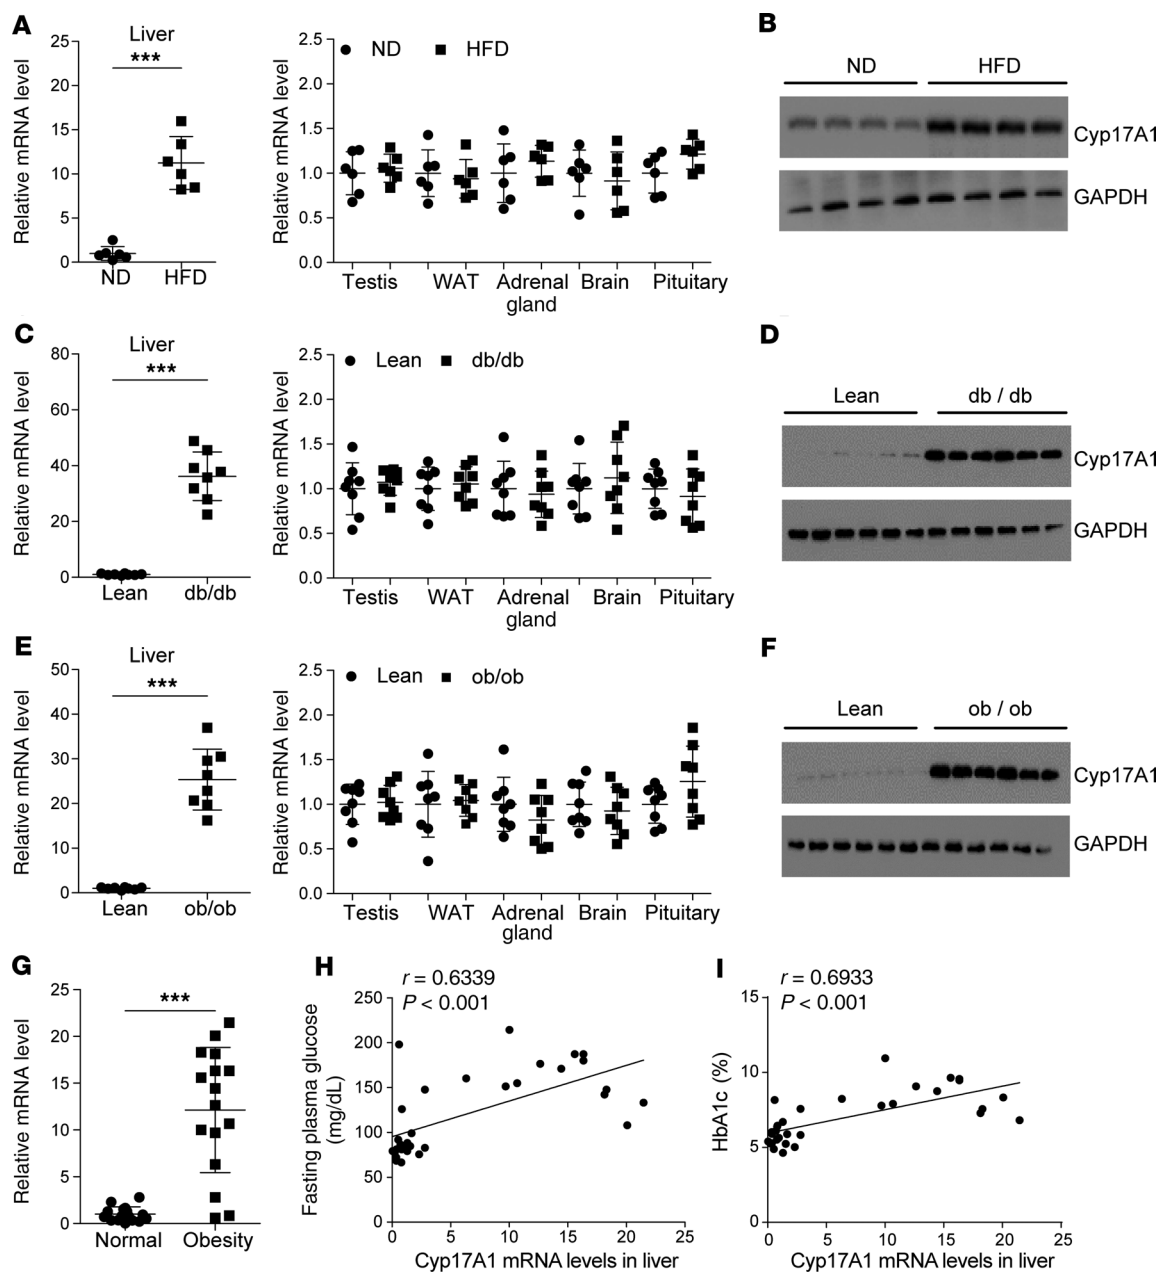 A
Liver
***
Relative mRNA level
25
20
15
10
5
0
ND
HFD
Relative mRNA level
2.5
2.0
1.5
1.0
0.5
0.0
ND HFD
Testis WAT Adrenal gland Brain Pituitary
B
ND HFD
Cyp17A1
GAPDH
C
Liver
***
Relative mRNA level
80
60
40
20
0
Lean db/db
Relative mRNA level
2.5
2.0
1.5
1.0
0.5
0.0
Lean db/db
Testis WAT Adrenal gland Brain Pituitary
D
Lean db / db
Cyp17A1
GAPDH
E
Liver
***
Relative mRNA level
50
40
30
20
10
0
Lean ob/ob
Relative mRNA level
2.5
2.0
1.5
1.0
0.5
0.0
Lean ob/ob
Testis WAT Adrenal gland Brain Pituitary
F
Lean ob / ob
Cyp17A1
GAPDH
G
***
Relative mRNA level
25
20
15
10
5
0
Normal Obesity
H
r = 0.6339
P < 0.001
Fasting plasma glucose
(mg/dL)
250
200
150
100
50
0
0 5 10 15 20 25
Cyp17A1 mRNA levels in liver
I
r = 0.6933
P < 0.001
HbA1c (%)
15
10
5
0
0 5 10 15 20 25
Cyp17A1 mRNA levels in liver